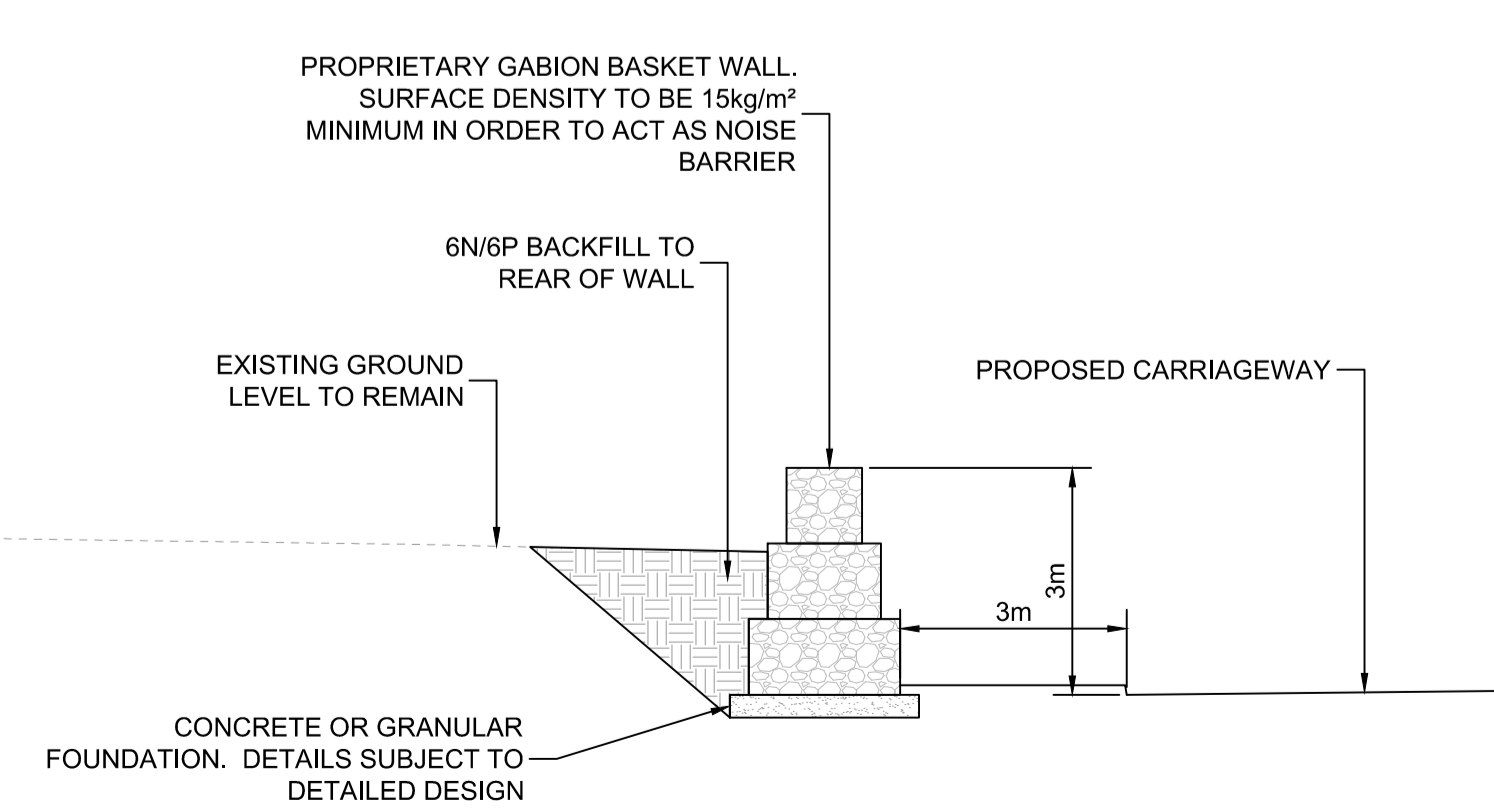 PROPRIETARY GABION BASKET WALL.
SURFACE DENSITY TO BE 15kg/m²
MINIMUM IN ORDER TO ACT AS NOISE
BARRIER
6N/6P BACKFILL TO
REAR OF WALL
EXISTING GROUND
LEVEL TO REMAIN
PROPOSED CARRIAGEWAY
3m
3m
CONCRETE OR GRANULAR
FOUNDATION. DETAILS SUBJECT TO
DETAILED DESIGN